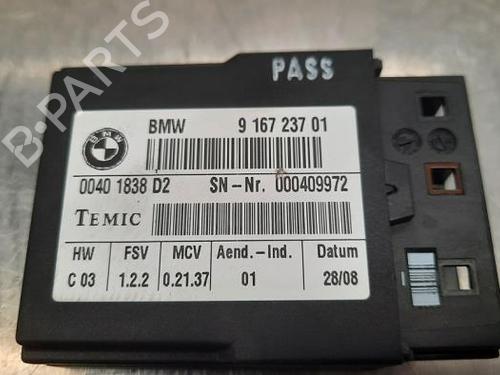 PASS
BMW 9 167 237 01
BMW
0040 1838 D2 SN-Nr. 000409972
TEMIC
HW FSV MCV Aend.-Ind. Datum
C 03 1.2.2 0.21.37 01 28/08
B-PARTS